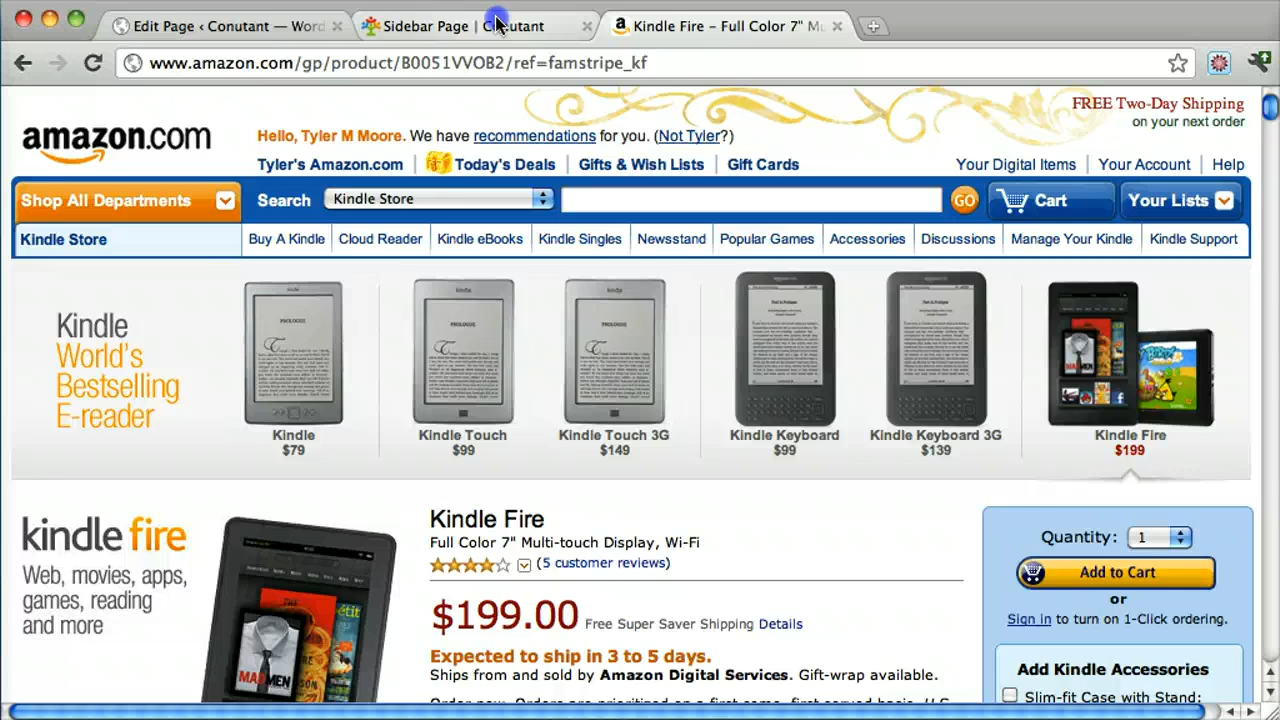 Edit Page ‹ Conutant — Word
Sidebar Page | Conutant
Kindle Fire – Full Color 7" Mu
www.amazon.com/gp/product/B0051VVOB2/ref=famstripe_kf
amazon.com
Hello, Tyler M Moore. We have recommendations for you. (Not Tyler?)
FREE Two-Day Shipping
on your next order
Tyler's Amazon.com
Today's Deals
Gifts & Wish Lists
Gift Cards
Your Digital Items
Your Account
Help
Shop All Departments
Search
Kindle Store
GO
Cart
Your Lists
Kindle Store
Buy A Kindle
Cloud Reader
Kindle eBooks
Kindle Singles
Newsstand
Popular Games
Accessories
Discussions
Manage Your Kindle
Kindle Support
Kindle
World's
Bestselling
E-reader
Kindle
$79
Kindle Touch
$99
Kindle Touch 3G
$149
Kindle Keyboard
$99
Kindle Keyboard 3G
$139
Kindle Fire
$199
kindle fire
Web, movies, apps,
games, reading
and more
Kindle Fire
Full Color 7" Multi-touch Display, Wi-Fi
(5 customer reviews)
$199.00 Free Super Saver Shipping Details
Expected to ship in 3 to 5 days.
Ships from and sold by Amazon Digital Services. Gift-wrap available.
Quantity: 1
Add to Cart
or
Sign in to turn on 1-Click ordering.
Add Kindle Accessories
Slim-fit Case with Stand: